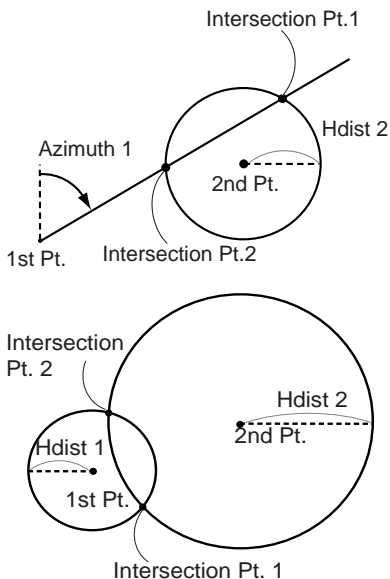 Intersection Pt.1
Hdist 2
Azimuth 1
2nd Pt.
1st Pt.
Intersection Pt.2
Intersection
Pt. 2
Hdist 2
Hdist 1
2nd Pt.
1st Pt.
Intersection Pt. 1